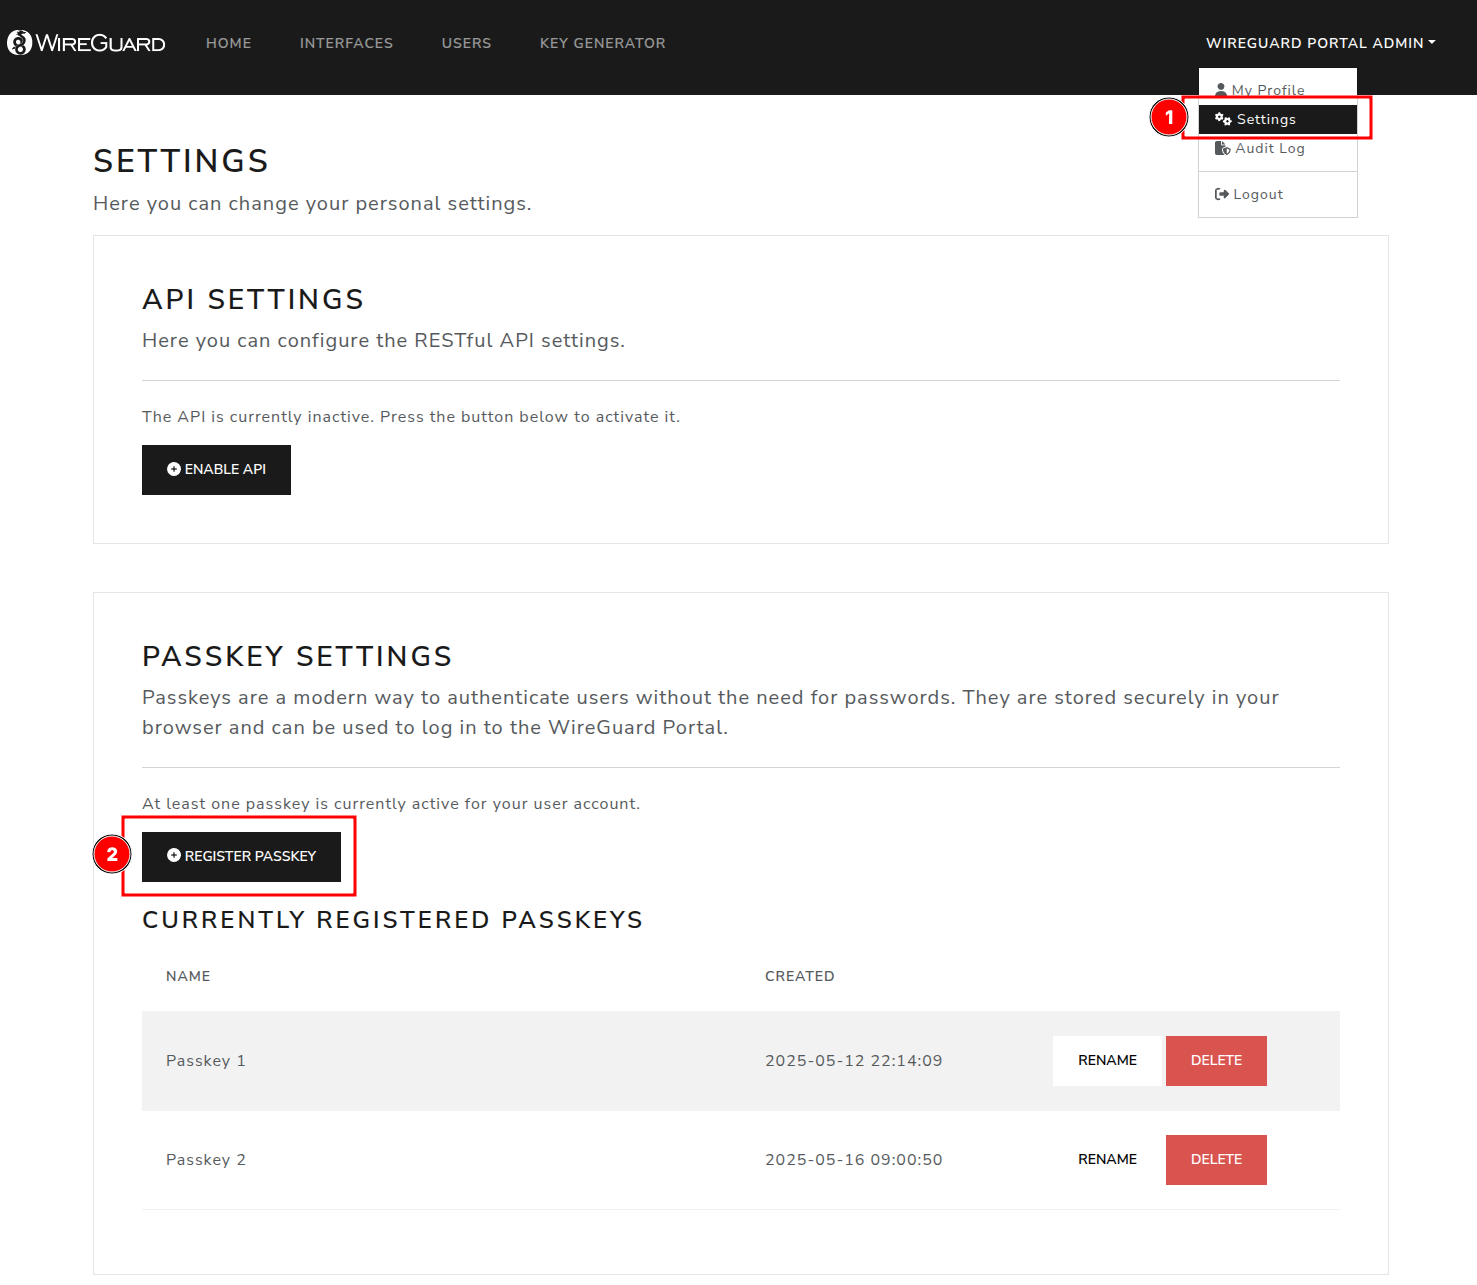 WIREGUARD
HOME
INTERFACES
USERS
KEY GENERATOR
WIREGUARD PORTAL ADMIN
My Profile
1
Settings
Audit Log
Logout
SETTINGS
Here you can change your personal settings.
API SETTINGS
Here you can configure the RESTful API settings.
The API is currently inactive. Press the button below to activate it.
ENABLE API
PASSKEY SETTINGS
Passkeys are a modern way to authenticate users without the need for passwords. They are stored securely in your
browser and can be used to log in to the WireGuard Portal.
At least one passkey is currently active for your user account.
2
REGISTER PASSKEY
CURRENTLY REGISTERED PASSKEYS
NAME CREATED
Passkey 1 2025-05-12 22:14:09 RENAME DELETE
Passkey 2 2025-05-16 09:00:50 RENAME DELETE